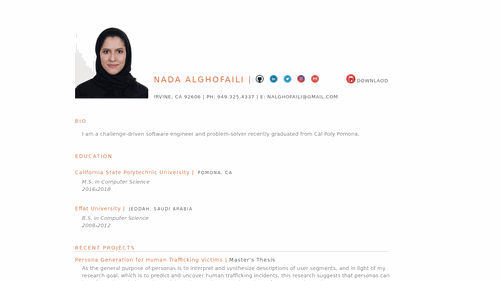 NADA ALGHOFAILI |
DOWNLAOD
IRVINE, CA 92606 | PH: 949.325.4337 | E: NALGHOFAILI@GMAIL.COM
BIO
I am a challenge-driven software engineer and problem-solver recently graduated from Cal Poly Pomona.
EDUCATION
California State Polytechnic University | POMONA, CA
M.S. in Computer Science
2016-2018
Effat University | JEDDAH, SAUDI ARABIA
B.S. in Computer Science
2008-2012
RECENT PROJECTS
Persona Generation for Human Trafficking Victims | Master's Thesis
As the general purpose of personas is to interpret and synthesize descriptions of user segments, and in light of my
research goal, which is to predict and uncover human trafficking incidents, this research suggests that personas can